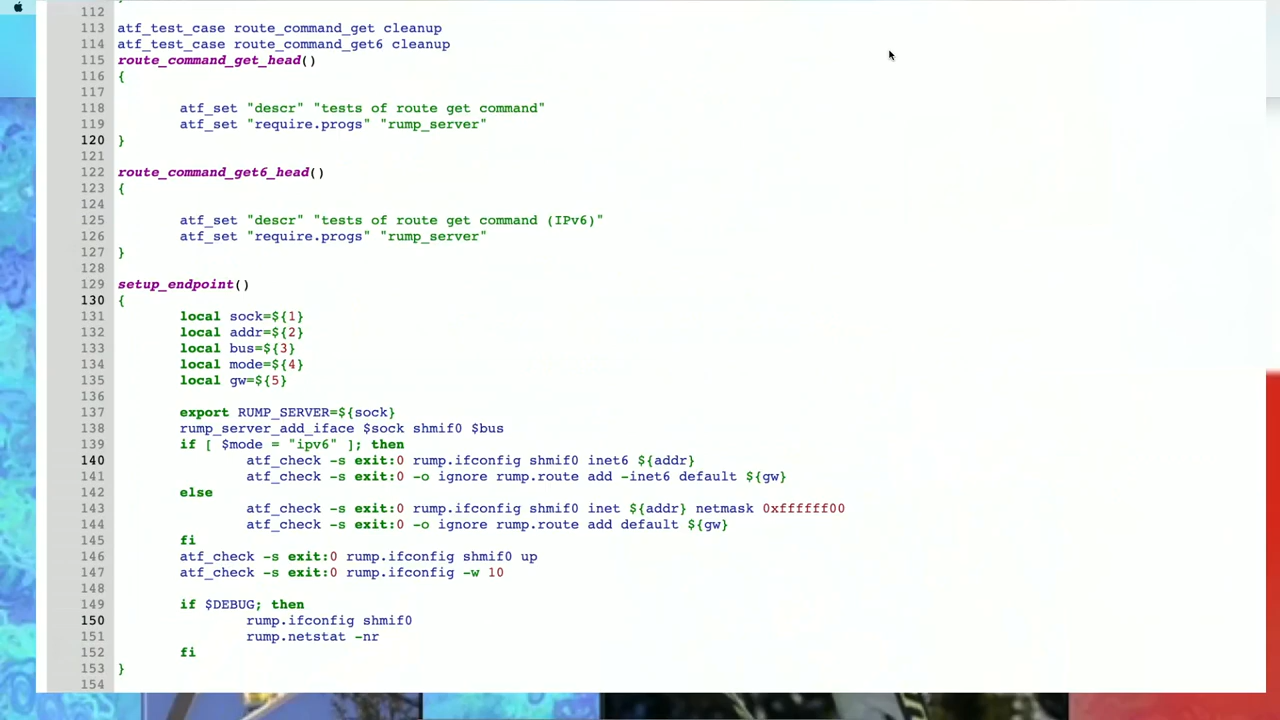 112
113 atf_test_case route_command_get cleanup
114 atf_test_case route_command_get6 cleanup
115 route_command_get_head()
116 {
117
118 atf_set "descr" "tests of route get command"
119 atf_set "require.progs" "rump_server"
120 }
121
122 route_command_get6_head()
123 {
124
125 atf_set "descr" "tests of route get command (IPv6)"
126 atf_set "require.progs" "rump_server"
127 }
128
129 setup_endpoint()
130 {
131 local sock=${1}
132 local addr=${2}
133 local bus=${3}
134 local mode=${4}
135 local gw=${5}
136
137 export RUMP_SERVER=${sock}
138 rump_server_add_iface $sock shmif0 $bus
139 if [ $mode = "ipv6" ]; then
140 atf_check -s exit:0 rump.ifconfig shmif0 inet6 ${addr}
141 atf_check -s exit:0 -o ignore rump.route add -inet6 default ${gw}
142 else
143 atf_check -s exit:0 rump.ifconfig shmif0 inet ${addr} netmask 0xffffff00
144 atf_check -s exit:0 -o ignore rump.route add default ${gw}
145 fi
146 atf_check -s exit:0 rump.ifconfig shmif0 up
147 atf_check -s exit:0 rump.ifconfig -w 10
148
149 if $DEBUG; then
150 rump.ifconfig shmif0
151 rump.netstat -nr
152 fi
153 }
154